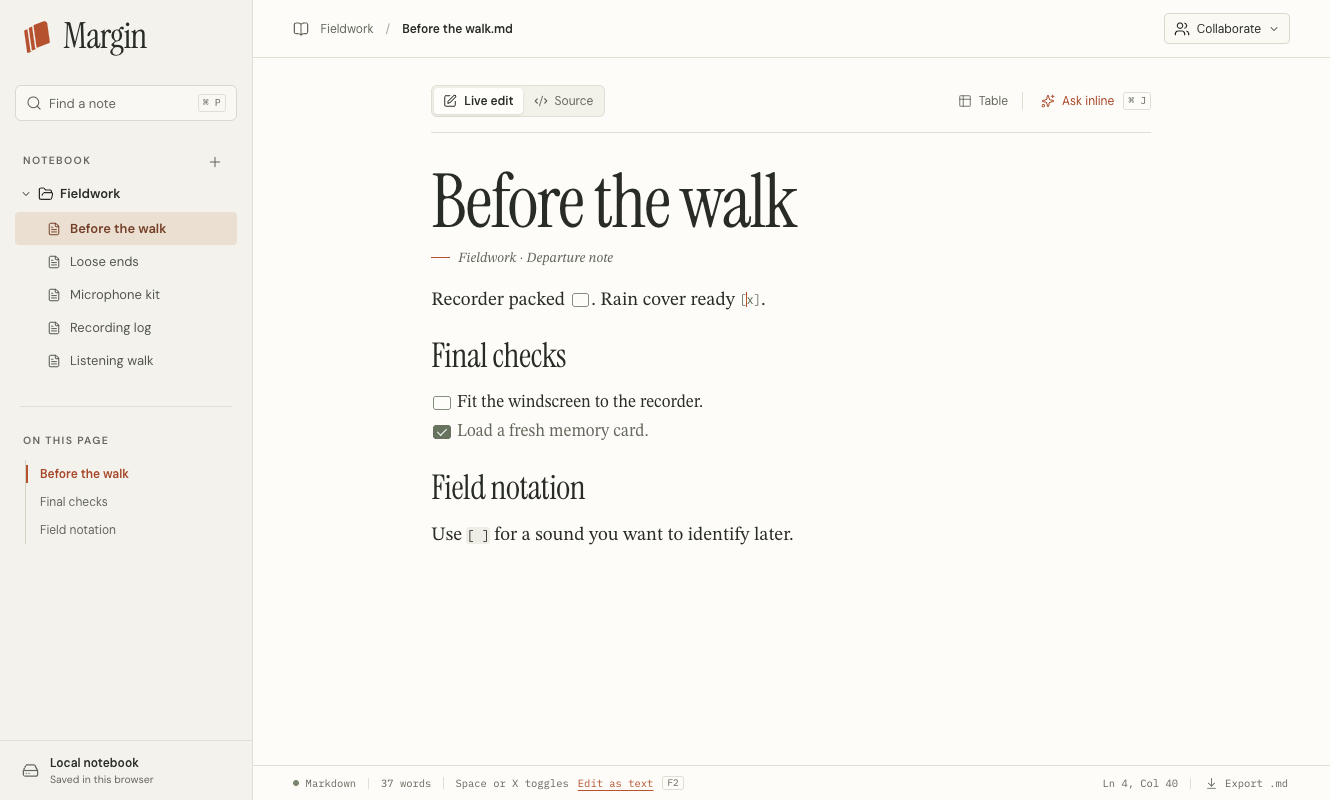 Margin
Find a note
⌘ P
NOTEBOOK
Fieldwork
Before the walk
Loose ends
Microphone kit
Recording log
Listening walk
ON THIS PAGE
Before the walk
Final checks
Field notation
Local notebook
Saved in this browser
Fieldwork / Before the walk.md
Collaborate
Live edit
Source
Table
Ask inline ⌘ J
Before the walk
Fieldwork · Departure note
Recorder packed . Rain cover ready [x].
Final checks
Fit the windscreen to the recorder.
Load a fresh memory card.
Field notation
Use [ ] for a sound you want to identify later.
Markdown
37 words
Space or X toggles Edit as text F2
Ln 4, Col 40
Export .md